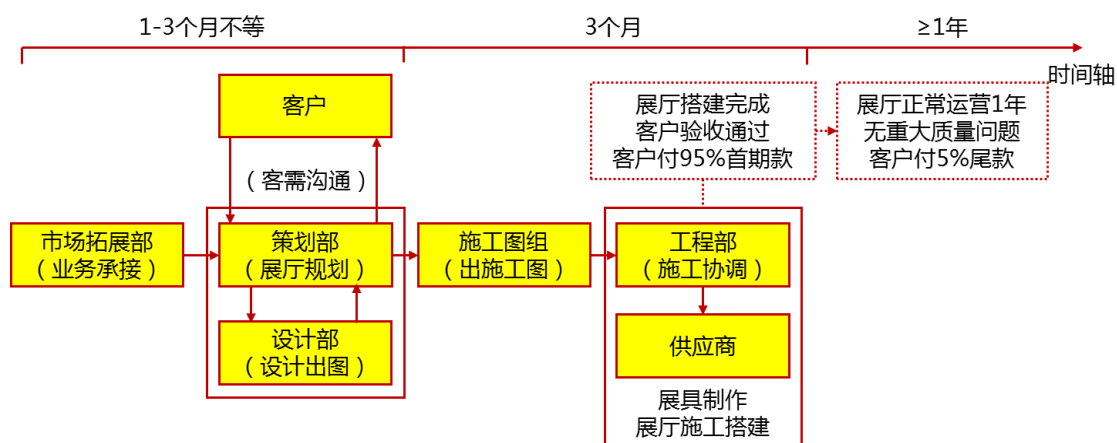 1-3个月不等
3个月
≥1年
时间轴
客户
展厅搭建完成
客户验收通过
客户付95%首期款
展厅正常运营1年
无重大质量问题
客户付5%尾款
（客需沟通）
市场拓展部
（业务承接）
策划部
（展厅规划）
施工图组
（出施工图）
工程部
（施工协调）
设计部
（设计出图）
供应商
展具制作
展厅施工搭建